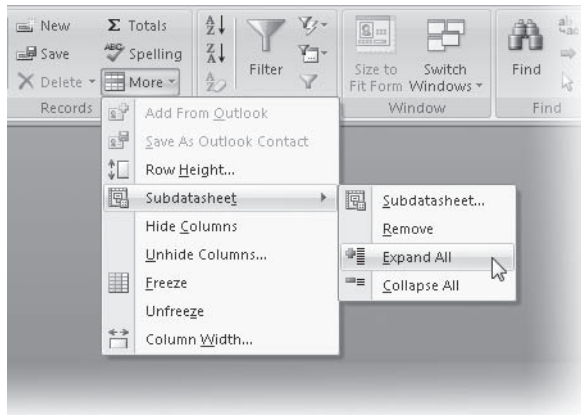 New
Σ Totals
Save
ABC Spelling
Delete
More
Records
A
Z
Z
A
A
Z
Filter
Size to
Fit Form
Switch
Windows
Window
Find
Find
Add From Outlook
Save As Outlook Contact
Row Height...
Subdatasheet
Hide Columns
Unhide Columns...
Freeze
Unfreeze
Column Width...
Subdatasheet...
Remove
Expand All
Collapse All